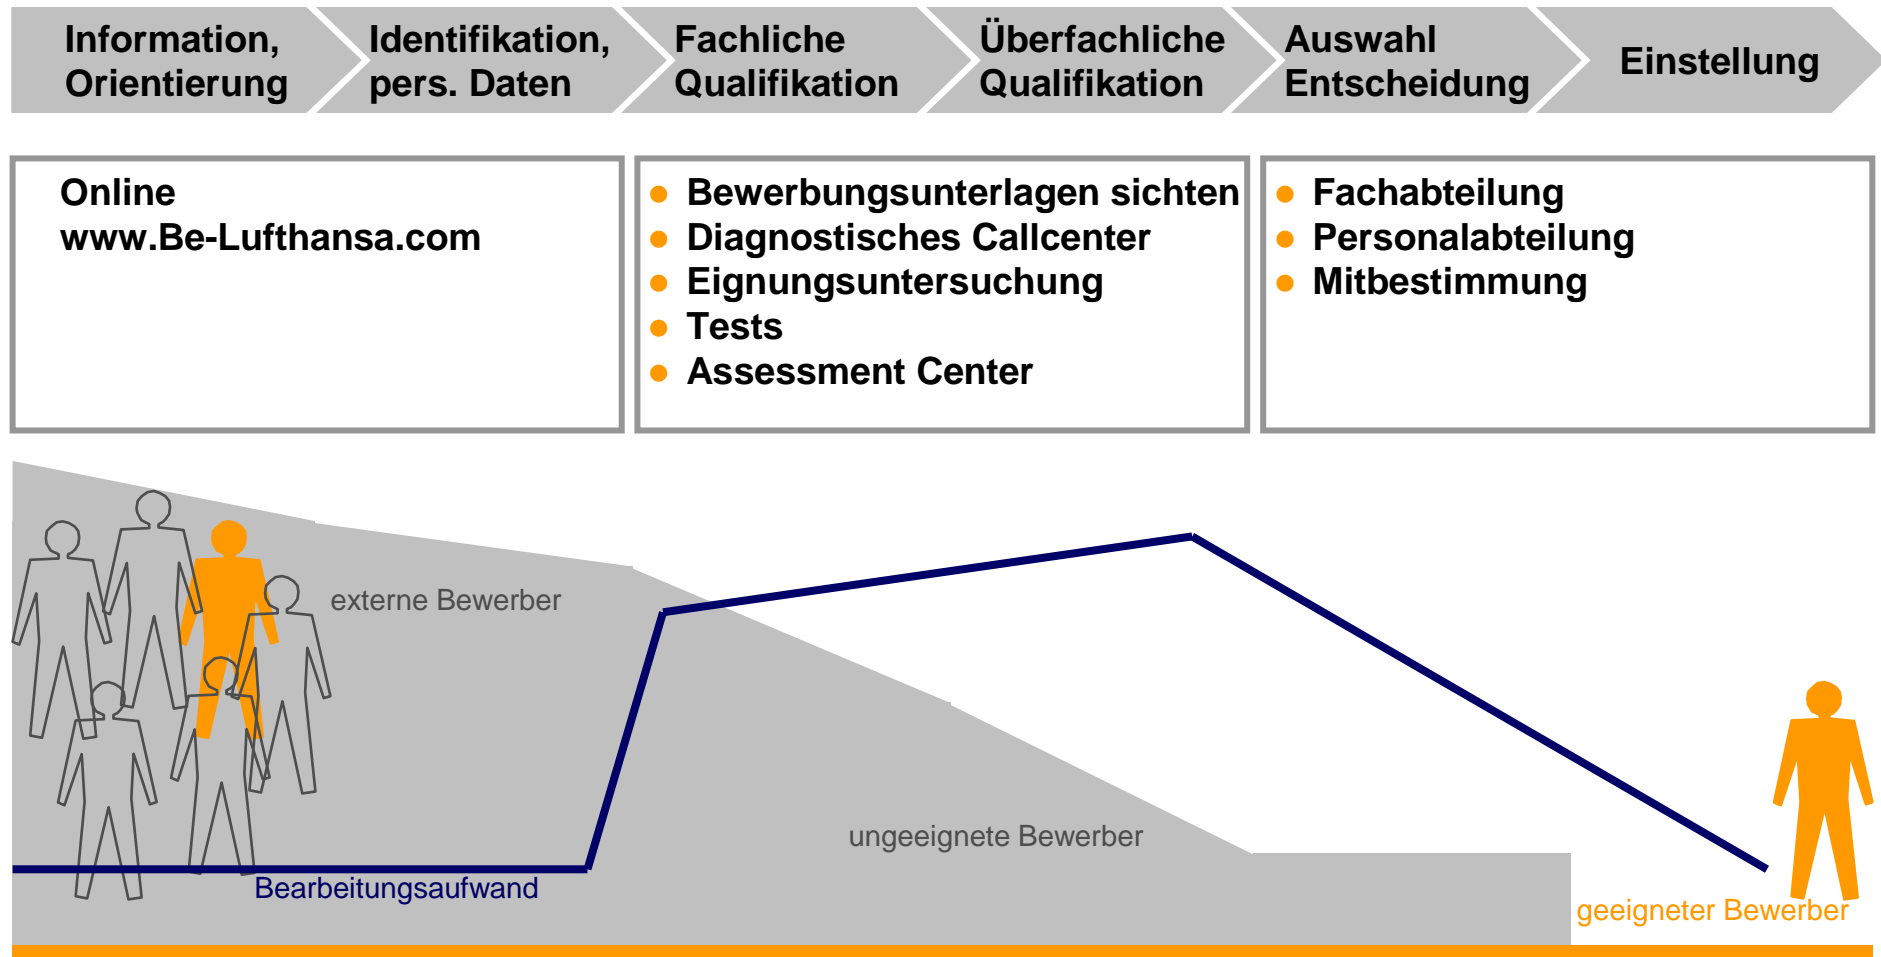 Information,
Orientierung
Identifikation,
pers. Daten
Fachliche
Qualifikation
Überfachliche
Qualifikation
Auswahl
Entscheidung
Einstellung
Online
www.Be-Lufthansa.com
● Bewerbungsunterlagen sichten
● Diagnostisches Callcenter
● Eignungsuntersuchung
● Tests
● Assessment Center
● Fachabteilung
● Personalabteilung
● Mitbestimmung
externe Bewerber
ungeeignete Bewerber
Bearbeitungsaufwand
geeigneter Bewerber